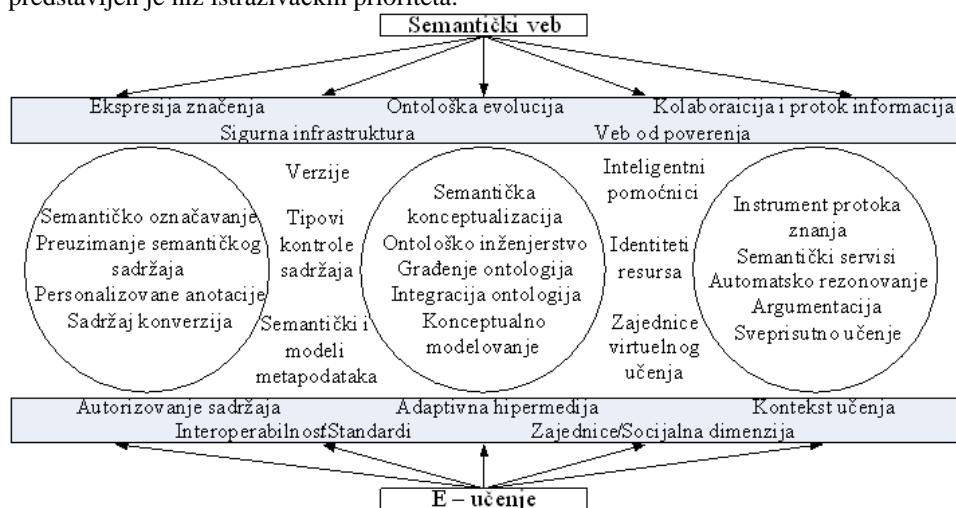 predstavljen je niz istraživačkih prioriteta.
Semantički veb
Ekspresija značenja Ontološka evolucija Kolaboraicija i protok informacija
Sigurna infrastruktura Veb od poverenja
Semantičko označavanje
Preuzimanje semantičkog
sadržaja
Personalizovane anotacije
Sadržaj konverzija
Verzije
Tipovi
kontrole
sadržaja
Semantički i
modeli
metapodataka
Semantička
konceptualizacija
Ontološko inženjerstvo
Građenje ontologija
Integracija ontologija
Konceptualno
modelovanje
Inteligentni
pomoćnici
Identiteti
resursa
Zajednice
virtuelnog
učenja
Instrument protoka
znanja
Semantički servisi
Automatsko rezonovanje
Argumentacija
Sveprisutno učenje
Autorizovanje sadržaja Adaptivna hipermedija Kontekst učenja
Interoperabilnost/Standardi Zajednice/Socijalna dimenzija
E – učenje